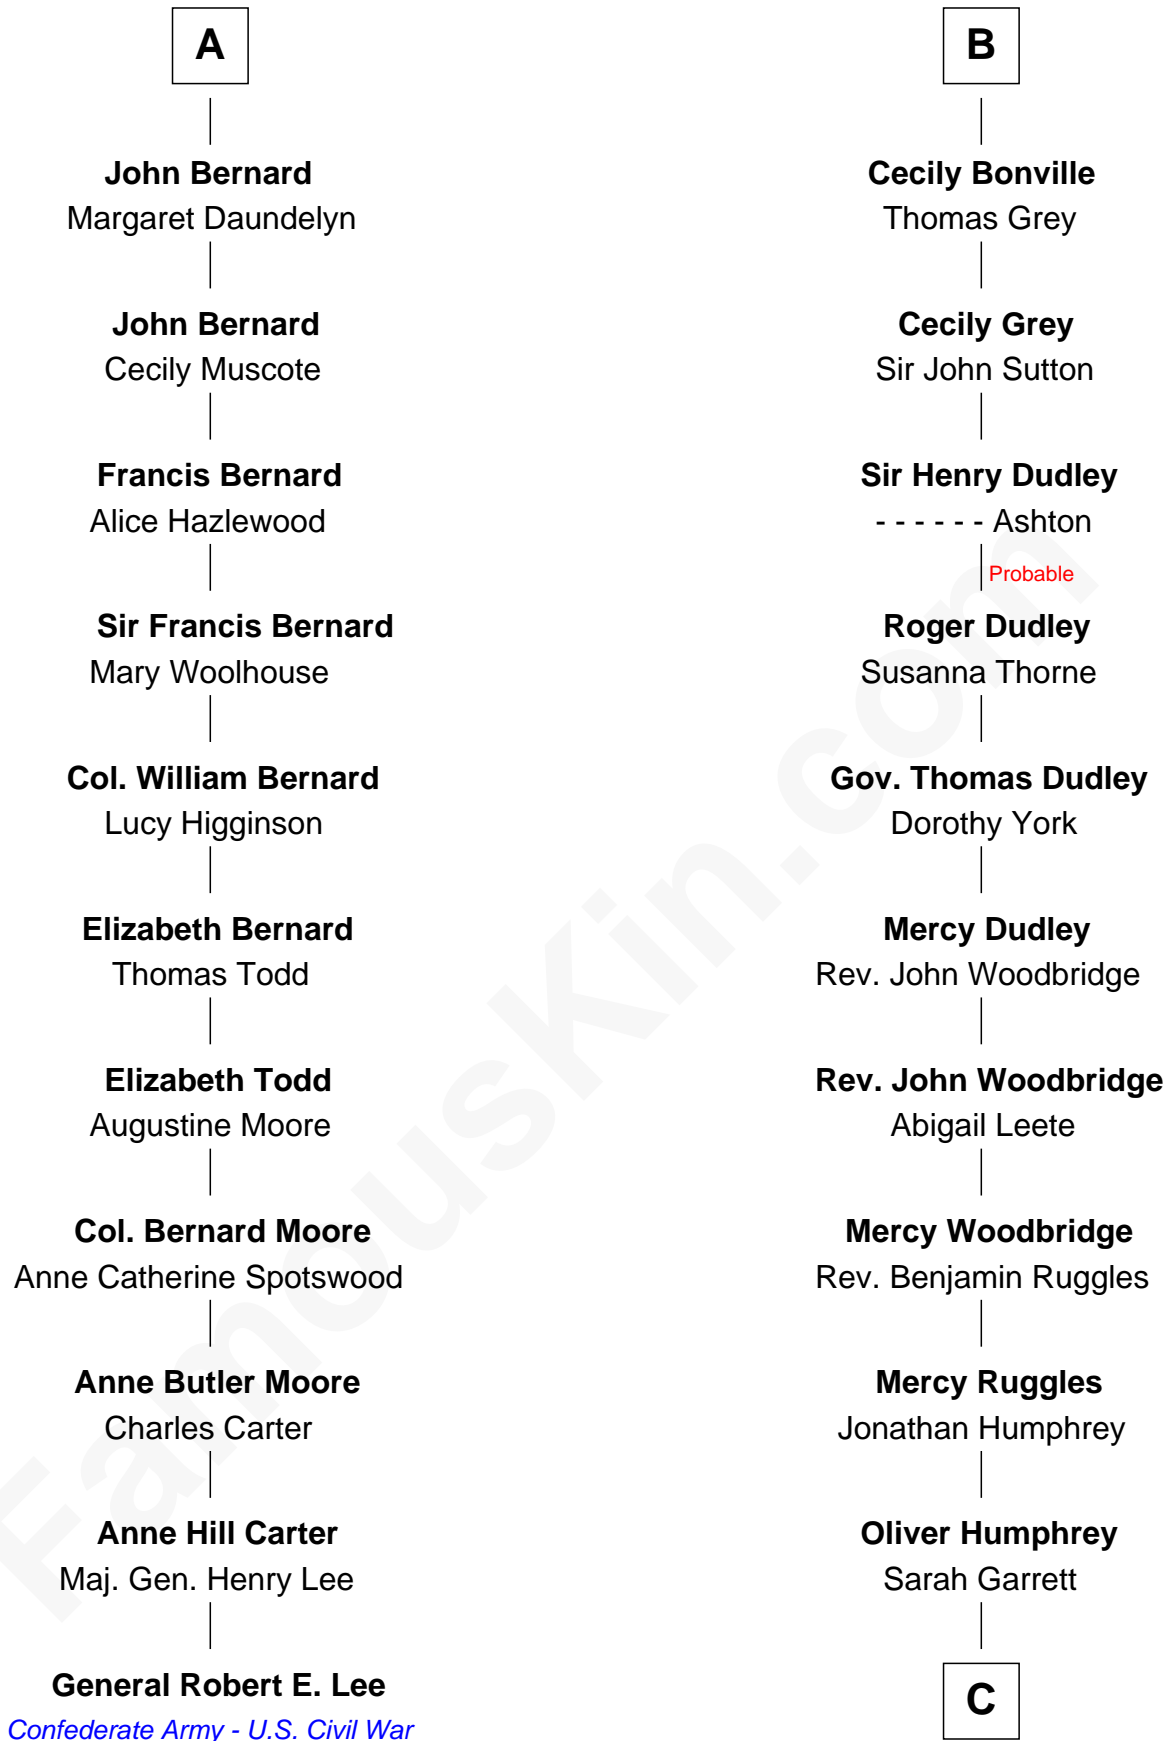 A
John Bernard
Margaret Daundelyn
John Bernard
Cecily Muscote
Francis Bernard
Alice Hazlewood
Sir Francis Bernard
Mary Woolhouse
Col. William Bernard
Lucy Higginson
Elizabeth Bernard
Thomas Todd
Elizabeth Todd
Augustine Moore
Col. Bernard Moore
Anne Catherine Spotswood
Anne Butler Moore
Charles Carter
Anne Hill Carter
Maj. Gen. Henry Lee
General Robert E. Lee
Confederate Army - U.S. Civil War
B
Cecily Bonville
Thomas Grey
Cecily Grey
Sir John Sutton
Sir Henry Dudley
- - - - - - Ashton
Probable
Roger Dudley
Susanna Thorne
Gov. Thomas Dudley
Dorothy York
Mercy Dudley
Rev. John Woodbridge
Rev. John Woodbridge
Abigail Leete
Mercy Woodbridge
Rev. Benjamin Ruggles
Mercy Ruggles
Jonathan Humphrey
Oliver Humphrey
Sarah Garrett
C
FamousKin.com